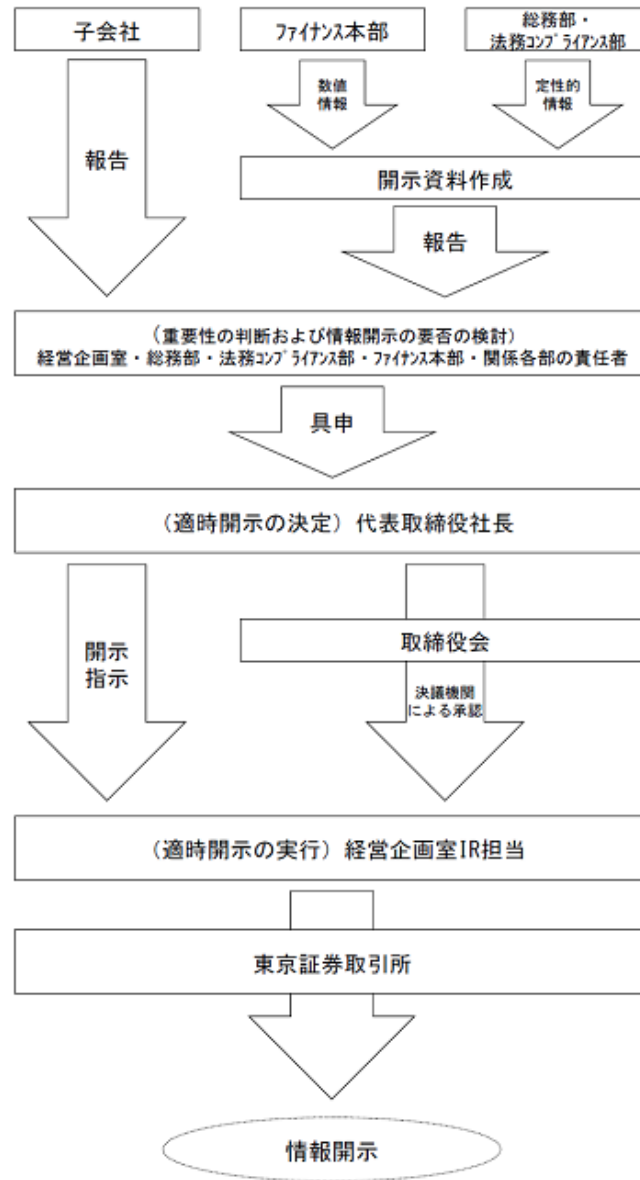 子会社
ファイナンス本部
総務部・
法務コンプライアンス部
報告
数値
情報
定性的
情報
開示資料作成
報告
(重要性の判断および情報開示の要否の検討)
経営企画室・総務部・法務コンプライアンス部・ファイナンス本部・関係各部の責任者
具申
(適時開示の決定) 代表取締役社長
開示
指示
取締役会
決議機関
による承認
(適時開示の実行) 経営企画室IR担当
東京証券取引所
情報開示